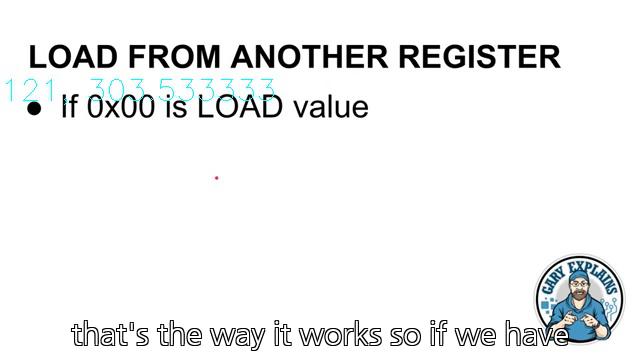 LOAD FROM ANOTHER REGISTER
121, 303.533333
● If 0x00 is LOAD value
GARY EXPLAINS
that's the way it works so if we have